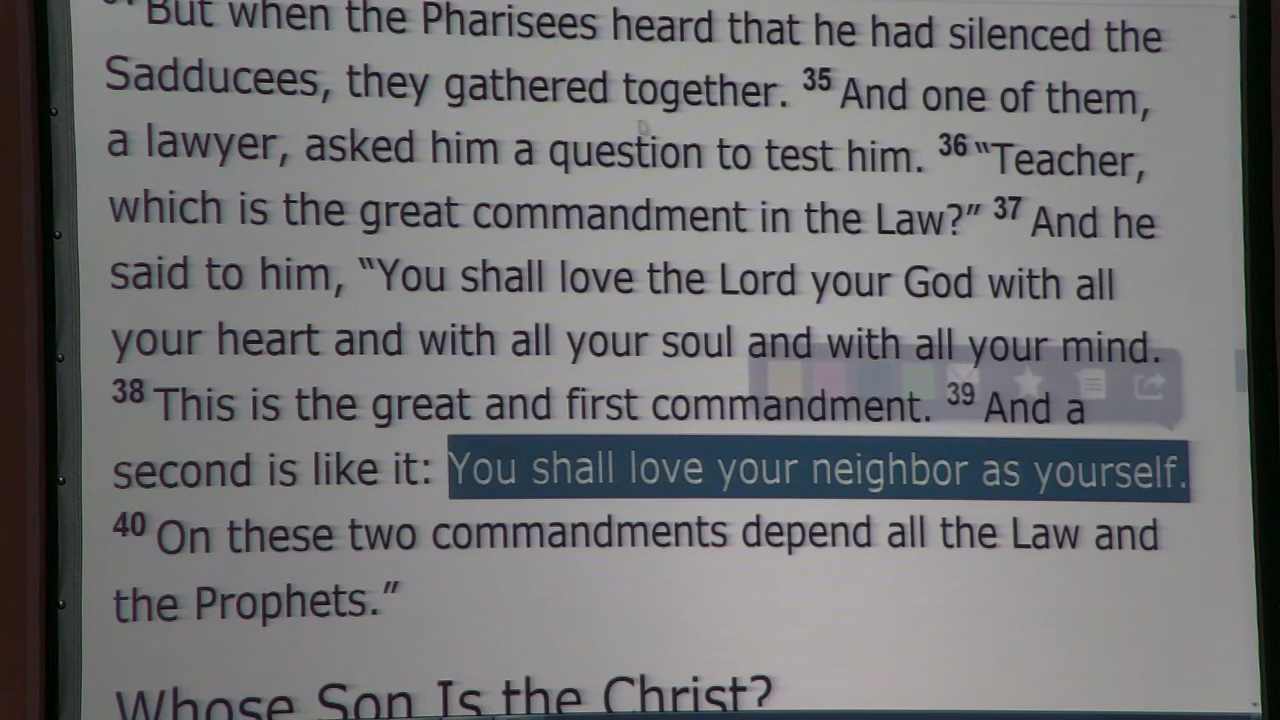 But when the Pharisees heard that he had silenced the
Sadducees, they gathered together. 35 And one of them,
a lawyer, asked him a question to test him. 36 “Teacher,
which is the great commandment in the Law?” 37 And he
said to him, “You shall love the Lord your God with all
your heart and with all your soul and with all your mind.
38 This is the great and first commandment. 39 And a
second is like it: You shall love your neighbor as yourself.
40 On these two commandments depend all the Law and
the Prophets.”
Whose Son Is the Christ?